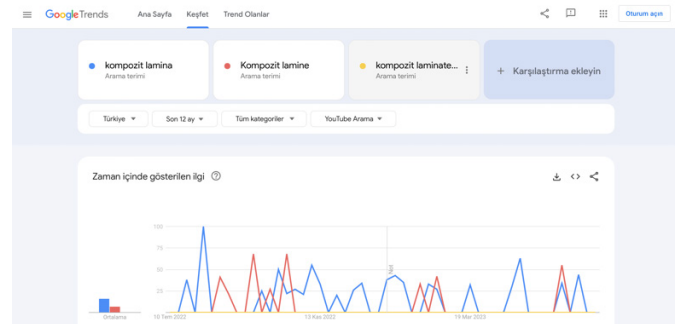 Google Trends
Ana Sayfa
Keşfet
Trend Olanlar
Oturum açın
kompozit lamina
Arama terimi
Kompozit lamine
Arama terimi
kompozit laminate...
Arama terimi
+ Karşılaştırma ekleyin
Türkiye
Son 12 ay
Tüm kategoriler
YouTube Arama
Zaman içinde gösterilen ilgi
100
75
50
25
Not
Ortalama
10 Tem 2022
13 Kas 2022
19 Mar 2023